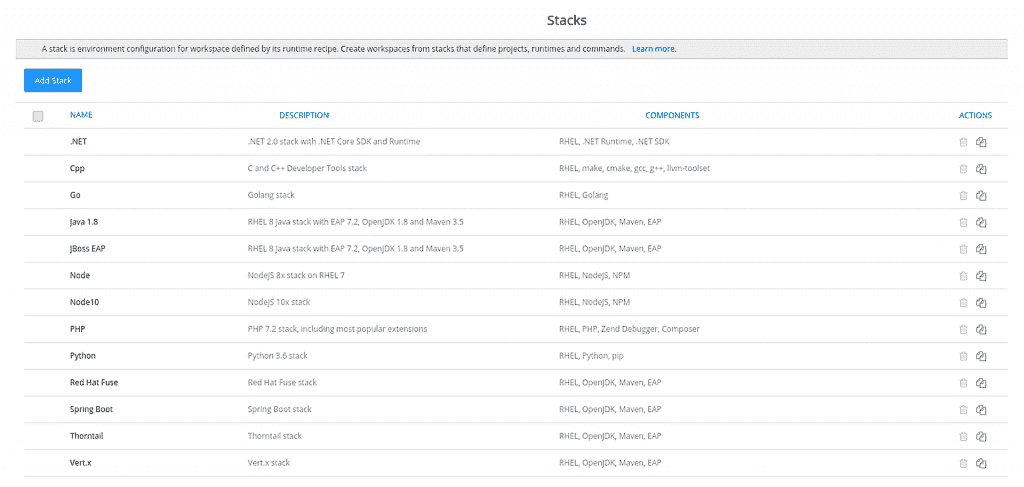 Stacks
A stack is environment configuration for workspace defined by its runtime recipe. Create workspaces from stacks that define projects, runtimes and commands. Learn more.
Add Stack
NAME DESCRIPTION COMPONENTS ACTIONS
.NET .NET 2.0 stack with .NET Core SDK and Runtime RHEL, .NET Runtime, .NET SDK
Cpp C and C++ Developer Tools stack RHEL, make, cmake, gcc, g++, llvm-toolset
Go Golang stack RHEL, Golang
Java 1.8 RHEL 8 Java stack with EAP 7.2, OpenJDK 1.8 and Maven 3.5 RHEL, OpenJDK, Maven, EAP
JBoss EAP RHEL 8 Java stack with EAP 7.2, OpenJDK 1.8 and Maven 3.5 RHEL, OpenJDK, Maven, EAP
Node NodeJS 8x stack on RHEL 7 RHEL, NodeJS, NPM
Node10 NodeJS 10x stack RHEL, NodeJS, NPM
PHP PHP 7.2 stack, including most popular extensions RHEL, PHP, Zend Debugger, Composer
Python Python 3.6 stack RHEL, Python, pip
Red Hat Fuse Red Hat Fuse stack RHEL, OpenJDK, Maven, EAP
Spring Boot Spring Boot stack RHEL, OpenJDK, Maven, EAP
Thorntail Thorntail stack RHEL, OpenJDK, Maven, EAP
Vert.x Vert.x stack RHEL, OpenJDK, Maven, EAP